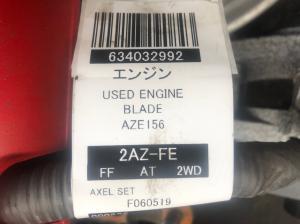 634032992
エンジン
USED ENGINE
BLADE
AZE156
2AZ-FE
FF AT 2WD
AXEL SET
F060519